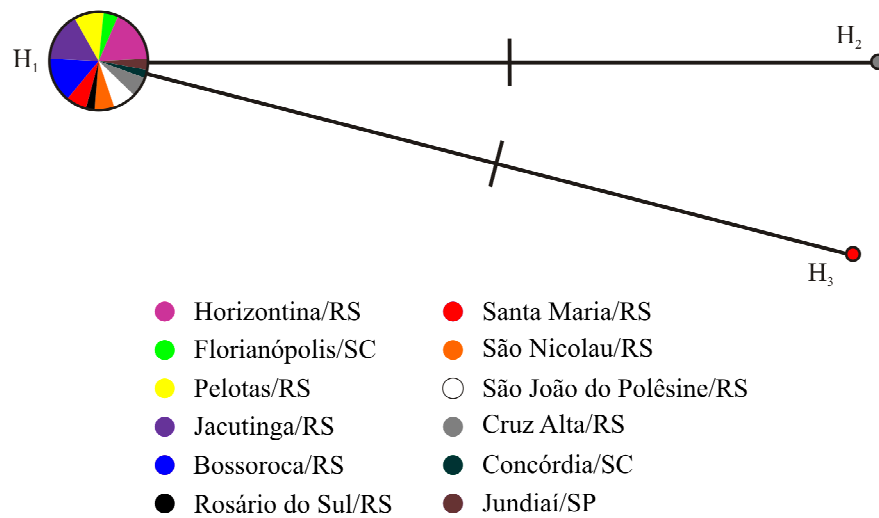 H₁
H₂
H₃
Horizontina/RS
Florianópolis/SC
Pelotas/RS
Jacutinga/RS
Bossoroca/RS
Rosário do Sul/RS
Santa Maria/RS
São Nicolau/RS
São João do Polêsine/RS
Cruz Alta/RS
Concórdia/SC
Jundiaí/SP